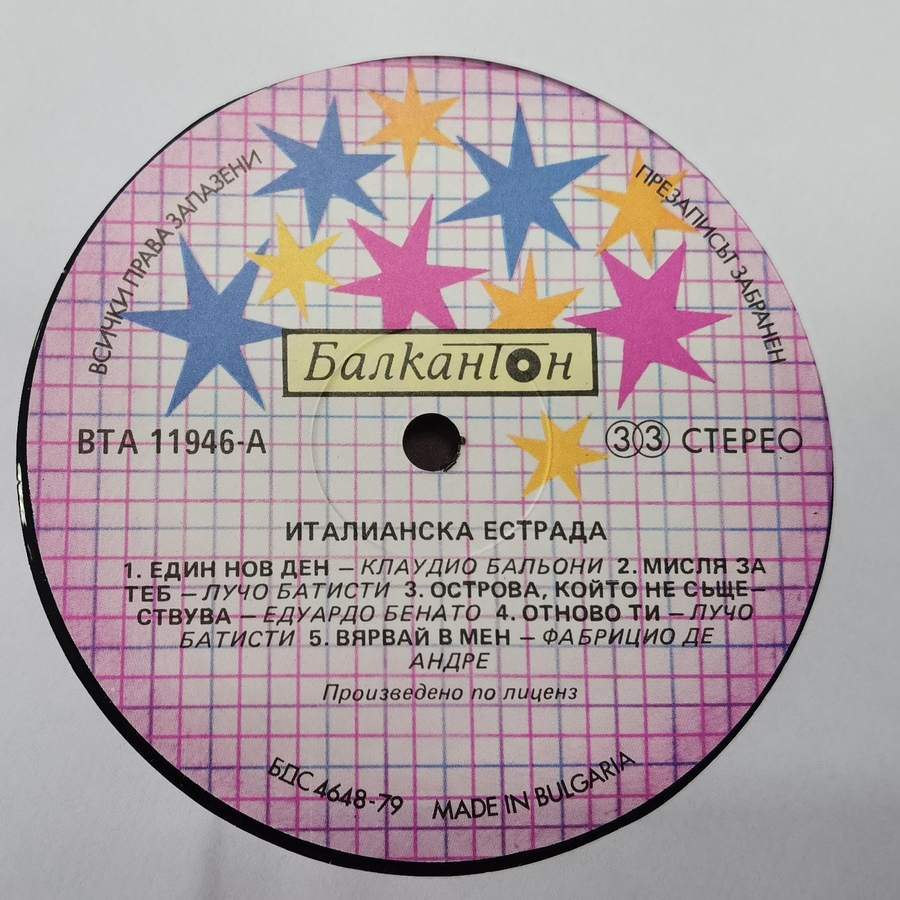 ВСИЧКИ ПРАВА ЗАПАЗЕНИ
ПРЕЗАПИСЪТ ЗАБРАНЕН
Балкантон
ВТА 11946-А
33 СТЕРЕО
ИТАЛИАНСКА ЕСТРАДА
1. ЕДИН НОВ ДЕН – КЛАУДИО БАЛЬОНИ 2. МИСЛЯ ЗА
ТЕБ – ЛУЧО БАТИСТИ 3. ОСТРОВА, КОЙТО НЕ СЪЩЕ–
СТВУВА – ЕДУАРДО БЕНАТО 4. ОТНОВО ТИ – ЛУЧО
БАТИСТИ 5. ВЯРВАЙ В МЕН – ФАБРИЦИО ДЕ
АНДРЕ
Произведено по лиценз
БДС 4648-79 MADE IN BULGARIA